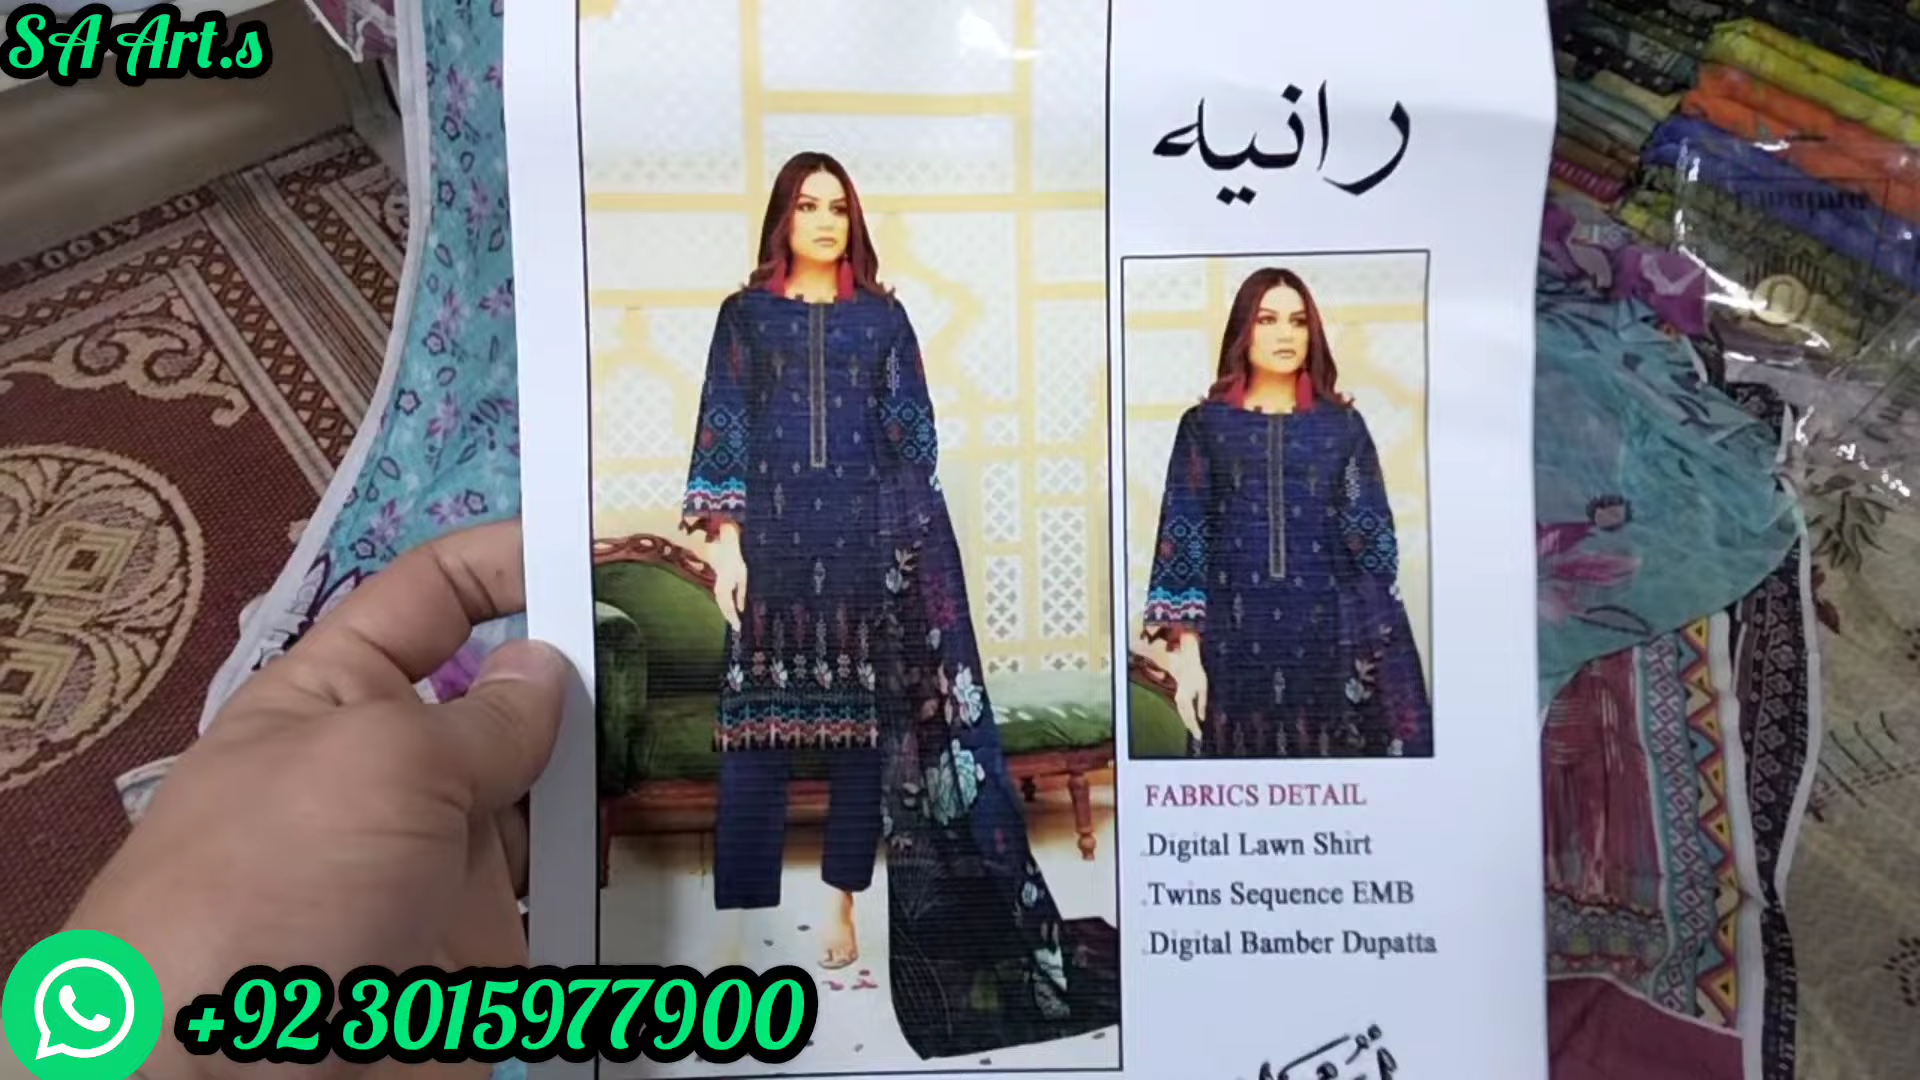 SA Art.s
رانیہ
FABRICS DETAIL
.Digital Lawn Shirt
.Twins Sequence EMB
.Digital Bamber Dupatta
+92 3015977900